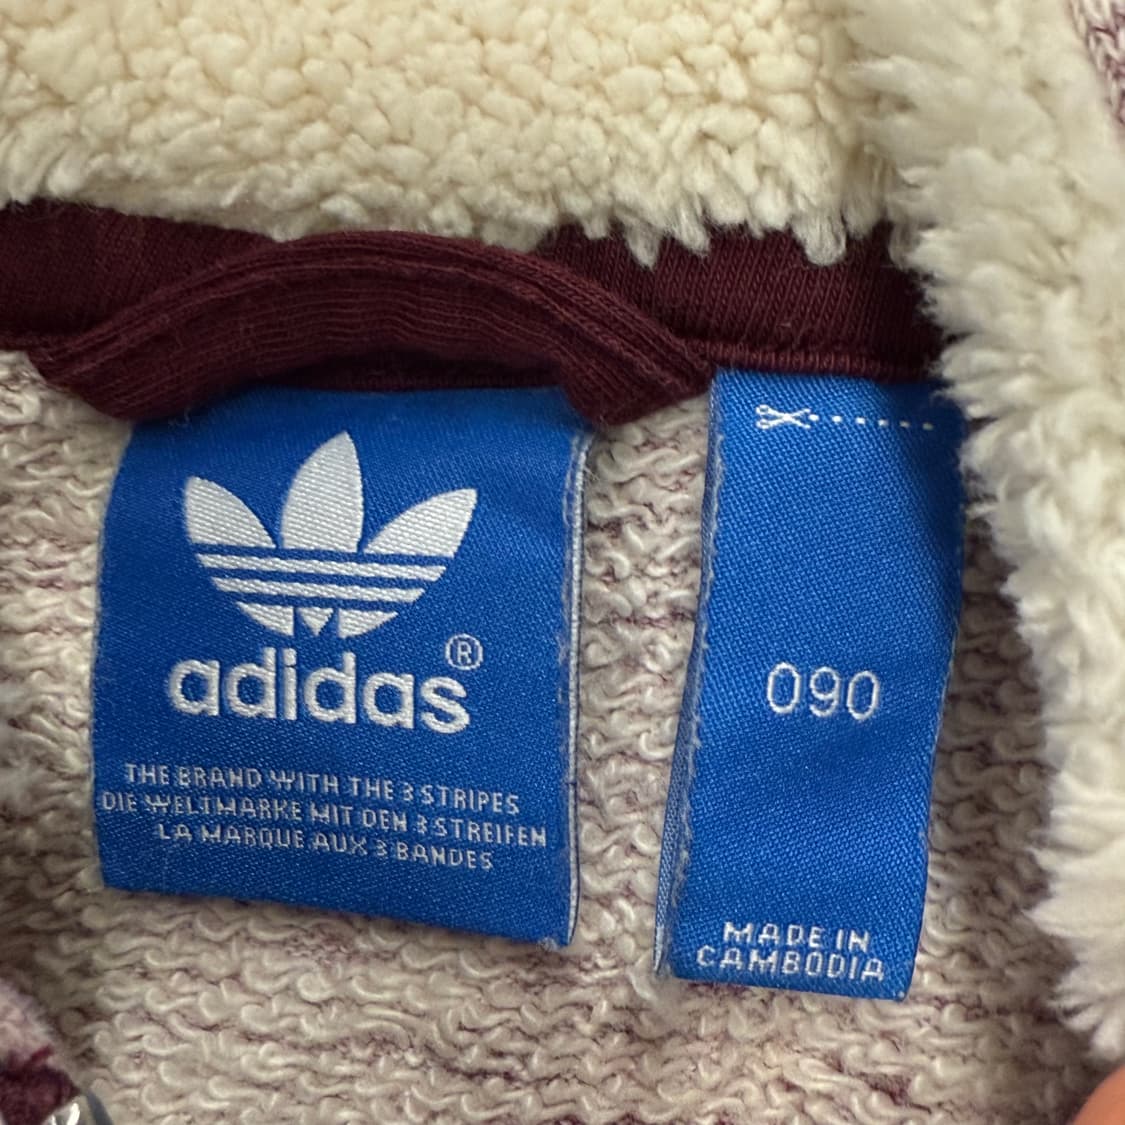 adidas®
THE BRAND WITH THE 3 STRIPES
DIE WELTMARKE MIT DEN 3 STREIFEN
LA MARQUE AUX 3 BANDES
090
MADE IN
CAMBODIA